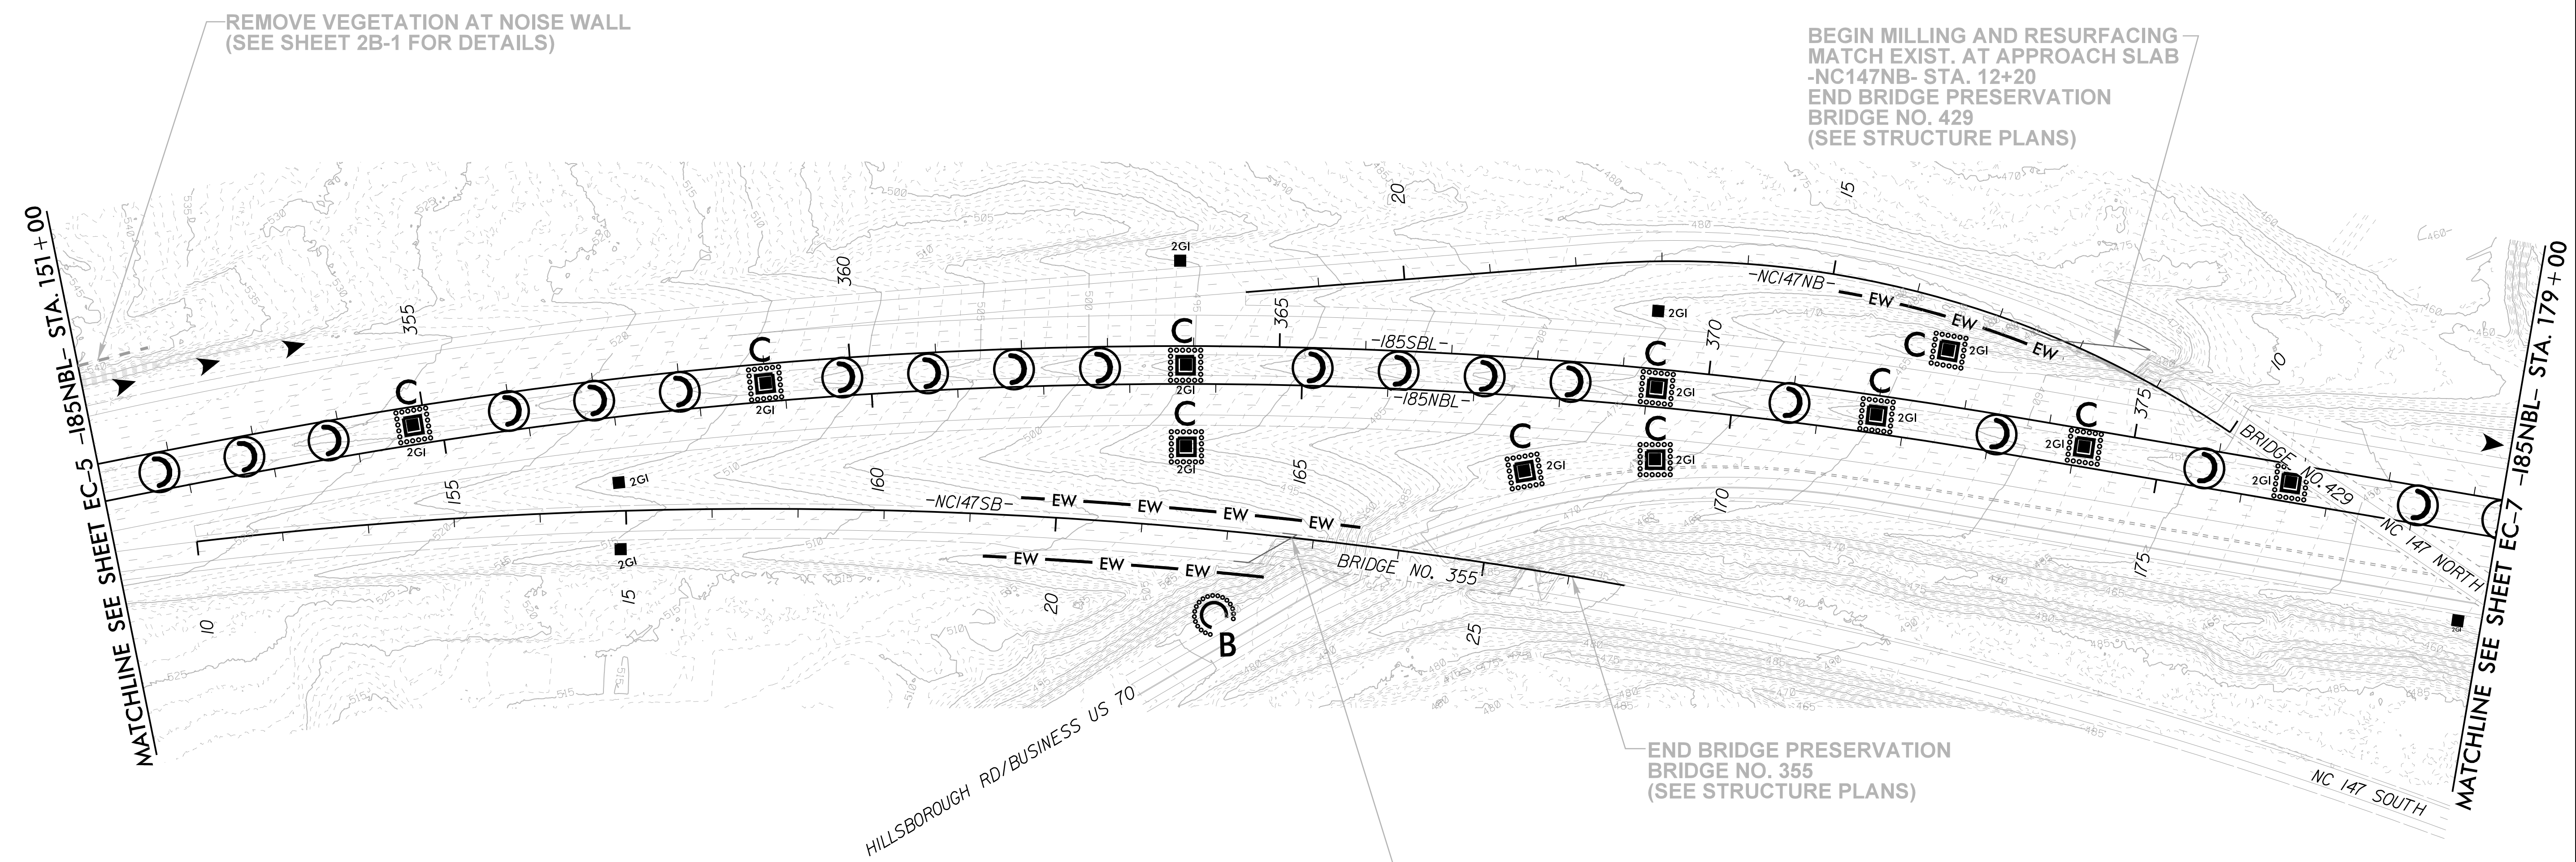 REMOVE VEGETATION AT NOISE WALL
(SEE SHEET 2B-1 FOR DETAILS)
BEGIN MILLING AND RESURFACING
MATCH EXIST. AT APPROACH SLAB
-NC147NB- STA. 12+20
END BRIDGE PRESERVATION
BRIDGE NO. 429
(SEE STRUCTURE PLANS)
MATCHLINE SEE SHEET EC-5 -I85NBL- STA. 151+00
MATCHLINE SEE SHEET EC-7 -I85NBL- STA. 179+00
355
360
365
370
375
20
15
10
-NC147NB-
EW
EW
EW
-I85SBL-
-I85NBL-
2GI
2GI
C
2GI
C
2GI
C
2GI
C
2GI
C
2GI
C
2GI
C
2GI
C
2GI
C
2GI
C
2GI
2GI
2GI
2GI
2GI
BRIDGE NO. 429
NC 147 NORTH
155
160
165
170
175
-NC147SB-
EW
EW
EW
EW
EW
EW
EW
BRIDGE NO. 355
10
15
20
25
B
HILLSBOROUGH RD/BUSINESS US 70
END BRIDGE PRESERVATION
BRIDGE NO. 355
(SEE STRUCTURE PLANS)
NC 147 SOUTH